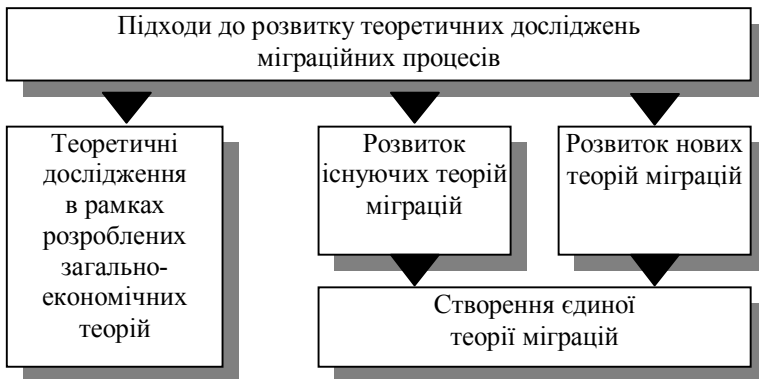 Підходи до розвитку теоретичних досліджень
міграційних процесів
Теоретичні
дослідження
в рамках
розроблених
загально-
економічних
теорій
Розвиток
існуючих теорій
міграцій
Розвиток нових
теорій міграцій
Створення єдиної
теорії міграцій